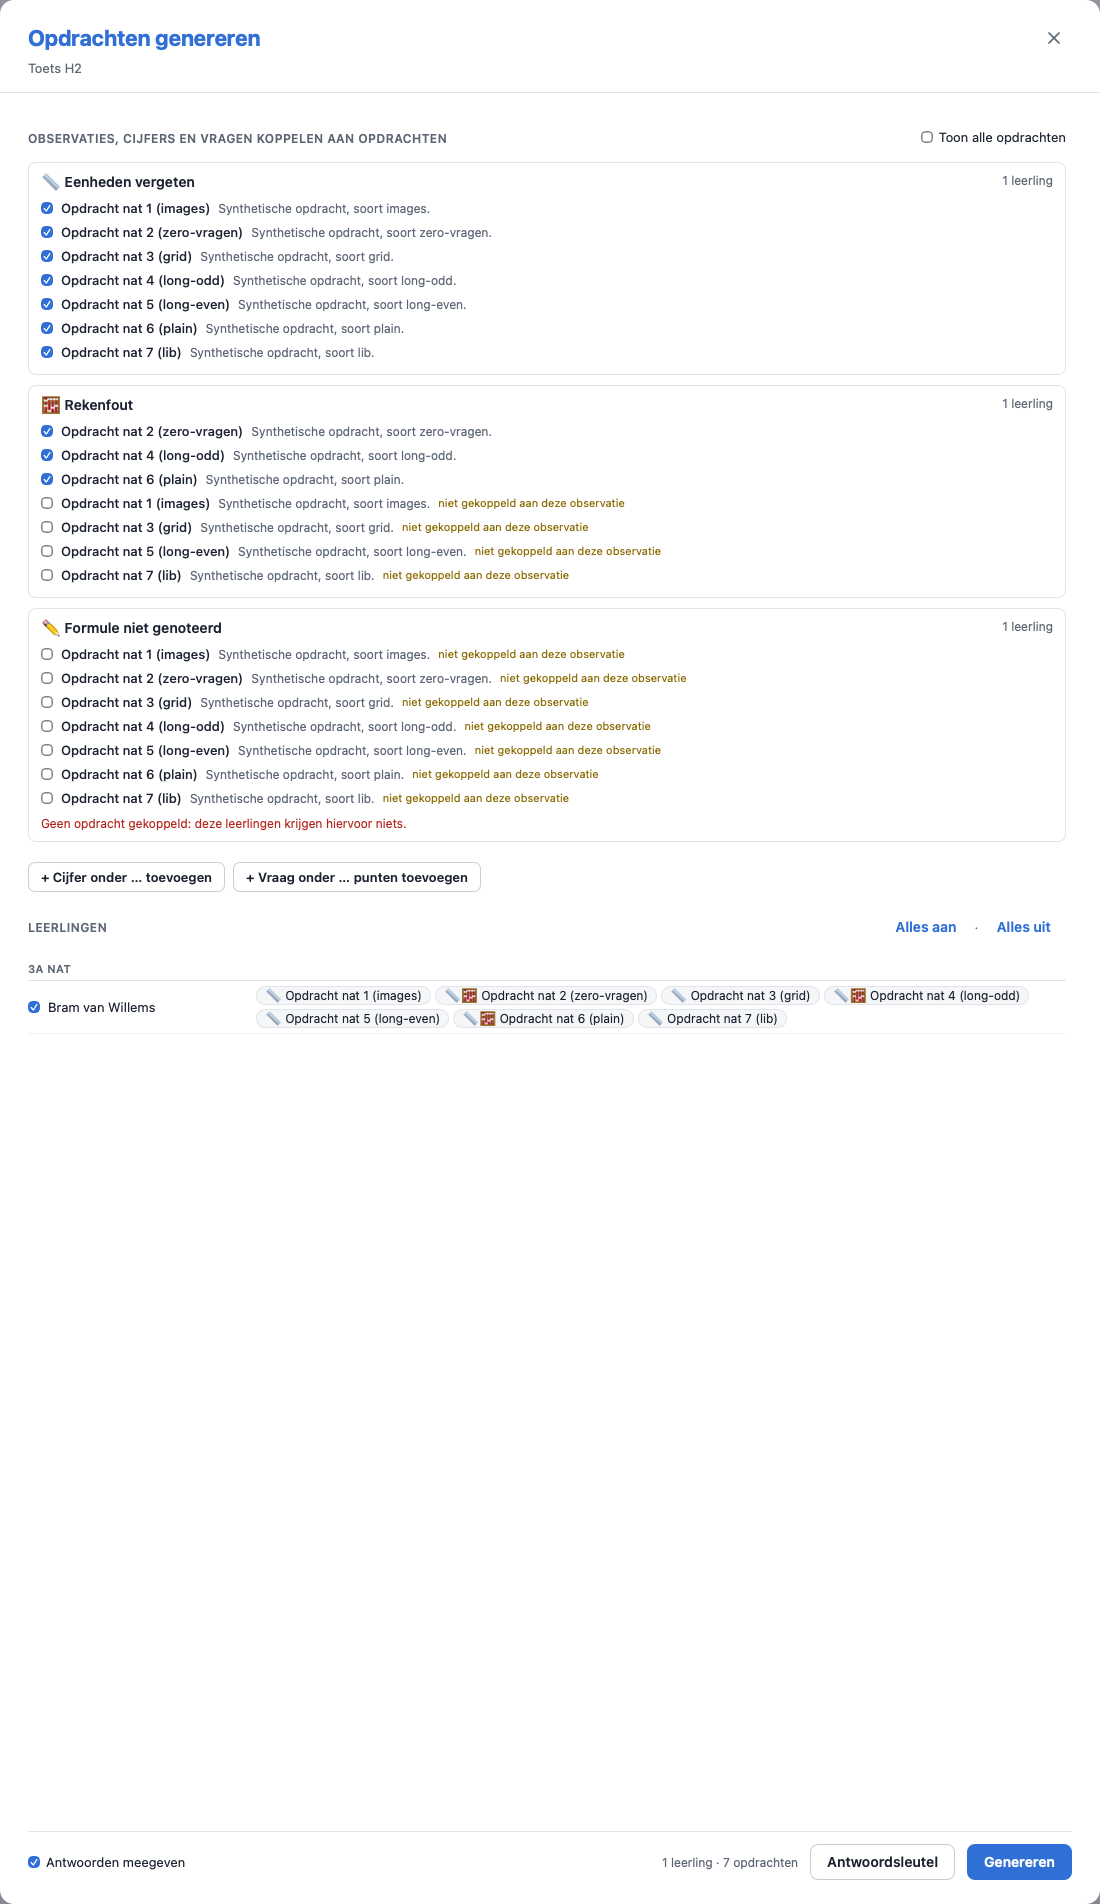 Opdrachten genereren
Toets H2
OBSERVATIES, CIJFERS EN VRAGEN KOPPELEN AAN OPDRACHTEN
Toon alle opdrachten
Eenheden vergeten
1 leerling
Opdracht nat 1 (images) Synthetische opdracht, soort images.
Opdracht nat 2 (zero-vragen) Synthetische opdracht, soort zero-vragen.
Opdracht nat 3 (grid) Synthetische opdracht, soort grid.
Opdracht nat 4 (long-odd) Synthetische opdracht, soort long-odd.
Opdracht nat 5 (long-even) Synthetische opdracht, soort long-even.
Opdracht nat 6 (plain) Synthetische opdracht, soort plain.
Opdracht nat 7 (lib) Synthetische opdracht, soort lib.
Rekenfout
1 leerling
Opdracht nat 2 (zero-vragen) Synthetische opdracht, soort zero-vragen.
Opdracht nat 4 (long-odd) Synthetische opdracht, soort long-odd.
Opdracht nat 6 (plain) Synthetische opdracht, soort plain.
Opdracht nat 1 (images) Synthetische opdracht, soort images. niet gekoppeld aan deze observatie
Opdracht nat 3 (grid) Synthetische opdracht, soort grid. niet gekoppeld aan deze observatie
Opdracht nat 5 (long-even) Synthetische opdracht, soort long-even. niet gekoppeld aan deze observatie
Opdracht nat 7 (lib) Synthetische opdracht, soort lib. niet gekoppeld aan deze observatie
Formule niet genoteerd
1 leerling
Opdracht nat 1 (images) Synthetische opdracht, soort images. niet gekoppeld aan deze observatie
Opdracht nat 2 (zero-vragen) Synthetische opdracht, soort zero-vragen. niet gekoppeld aan deze observatie
Opdracht nat 3 (grid) Synthetische opdracht, soort grid. niet gekoppeld aan deze observatie
Opdracht nat 4 (long-odd) Synthetische opdracht, soort long-odd. niet gekoppeld aan deze observatie
Opdracht nat 5 (long-even) Synthetische opdracht, soort long-even. niet gekoppeld aan deze observatie
Opdracht nat 6 (plain) Synthetische opdracht, soort plain. niet gekoppeld aan deze observatie
Opdracht nat 7 (lib) Synthetische opdracht, soort lib. niet gekoppeld aan deze observatie
Geen opdracht gekoppeld: deze leerlingen krijgen hiervoor niets.
+ Cijfer onder ... toevoegen + Vraag onder ... punten toevoegen
LEERLINGEN
Alles aan · Alles uit
3A NAT
Bram van Willems
Opdracht nat 1 (images) Opdracht nat 2 (zero-vragen) Opdracht nat 3 (grid) Opdracht nat 4 (long-odd)
Opdracht nat 5 (long-even) Opdracht nat 6 (plain) Opdracht nat 7 (lib)
Antwoorden meegeven
1 leerling · 7 opdrachten
Antwoordsleutel
Genereren